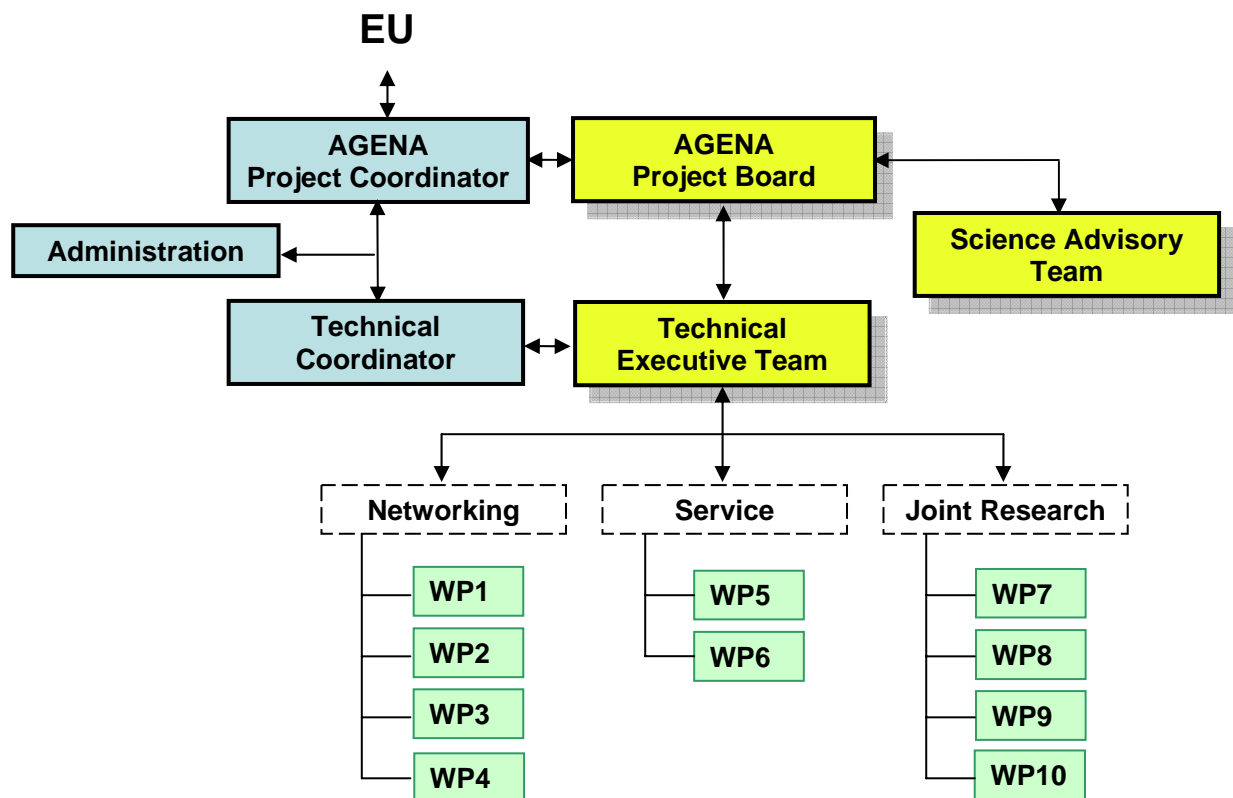 EU
AGENA
Project Coordinator
AGENA
Project Board
Administration
Science Advisory
Team
Technical
Coordinator
Technical
Executive Team
Networking
Service
Joint Research
WP1
WP2
WP3
WP4
WP5
WP6
WP7
WP8
WP9
WP10